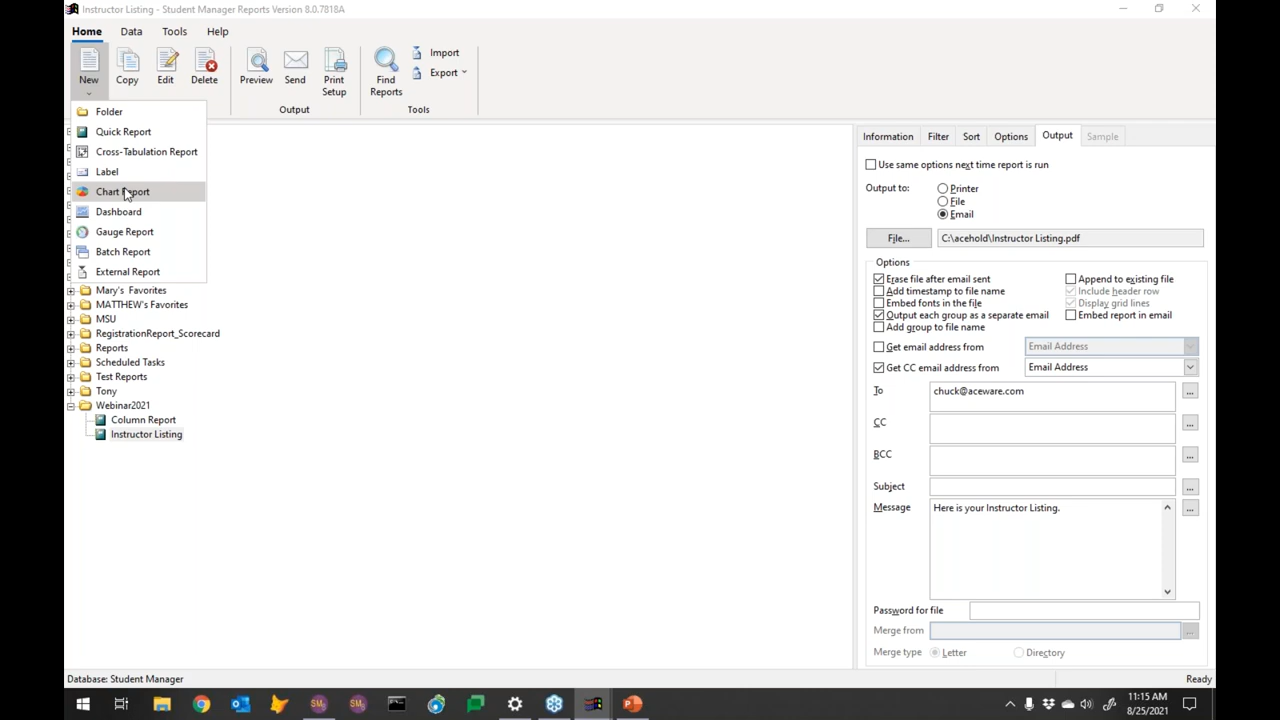 Instructor Listing - Student Manager Reports Version 8.0.7818A
Home Data Tools Help
New Copy Edit Delete Preview Send Print Setup Find Reports Import Export
Output Tools
Folder
Quick Report
Cross-Tabulation Report
Label
Chart Report
Dashboard
Gauge Report
Batch Report
External Report
Mary's Favorites
MATTHEW's Favorites
MSU
RegistrationReport_Scorecard
Reports
Scheduled Tasks
Test Reports
Tony
Webinar2021
Column Report
Instructor Listing
Information Filter Sort Options Output Sample
Use same options next time report is run
Output to: Printer
File
Email
File... C:\acehold\Instructor Listing.pdf
Options
Erase file after email sent Append to existing file
Add timestamp to file name Include header row
Embed fonts in the file Display grid lines
Output each group as a separate email Embed report in email
Add group to file name
Get email address from Email Address
Get CC email address from Email Address
To chuck@aceware.com ...
CC ...
BCC ...
Subject ...
Message Here is your Instructor Listing. ...
Password for file
Merge from ...
Merge type Letter Directory
Database: Student Manager Ready
11:15 AM
8/25/2021